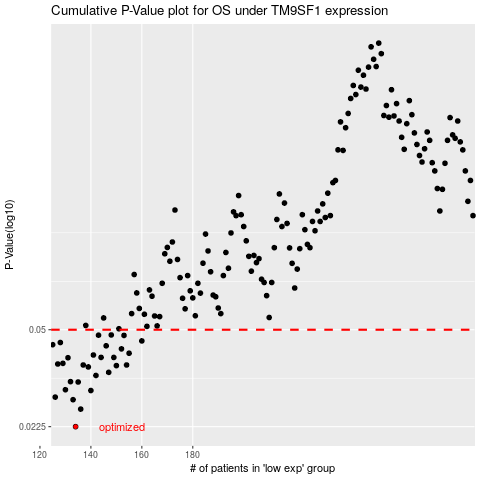 Cumulative P-Value plot for OS under TM9SF1 expression
P-Value(log10)
0.05
0.0225
optimized
120 140 160 180
# of patients in 'low exp' group